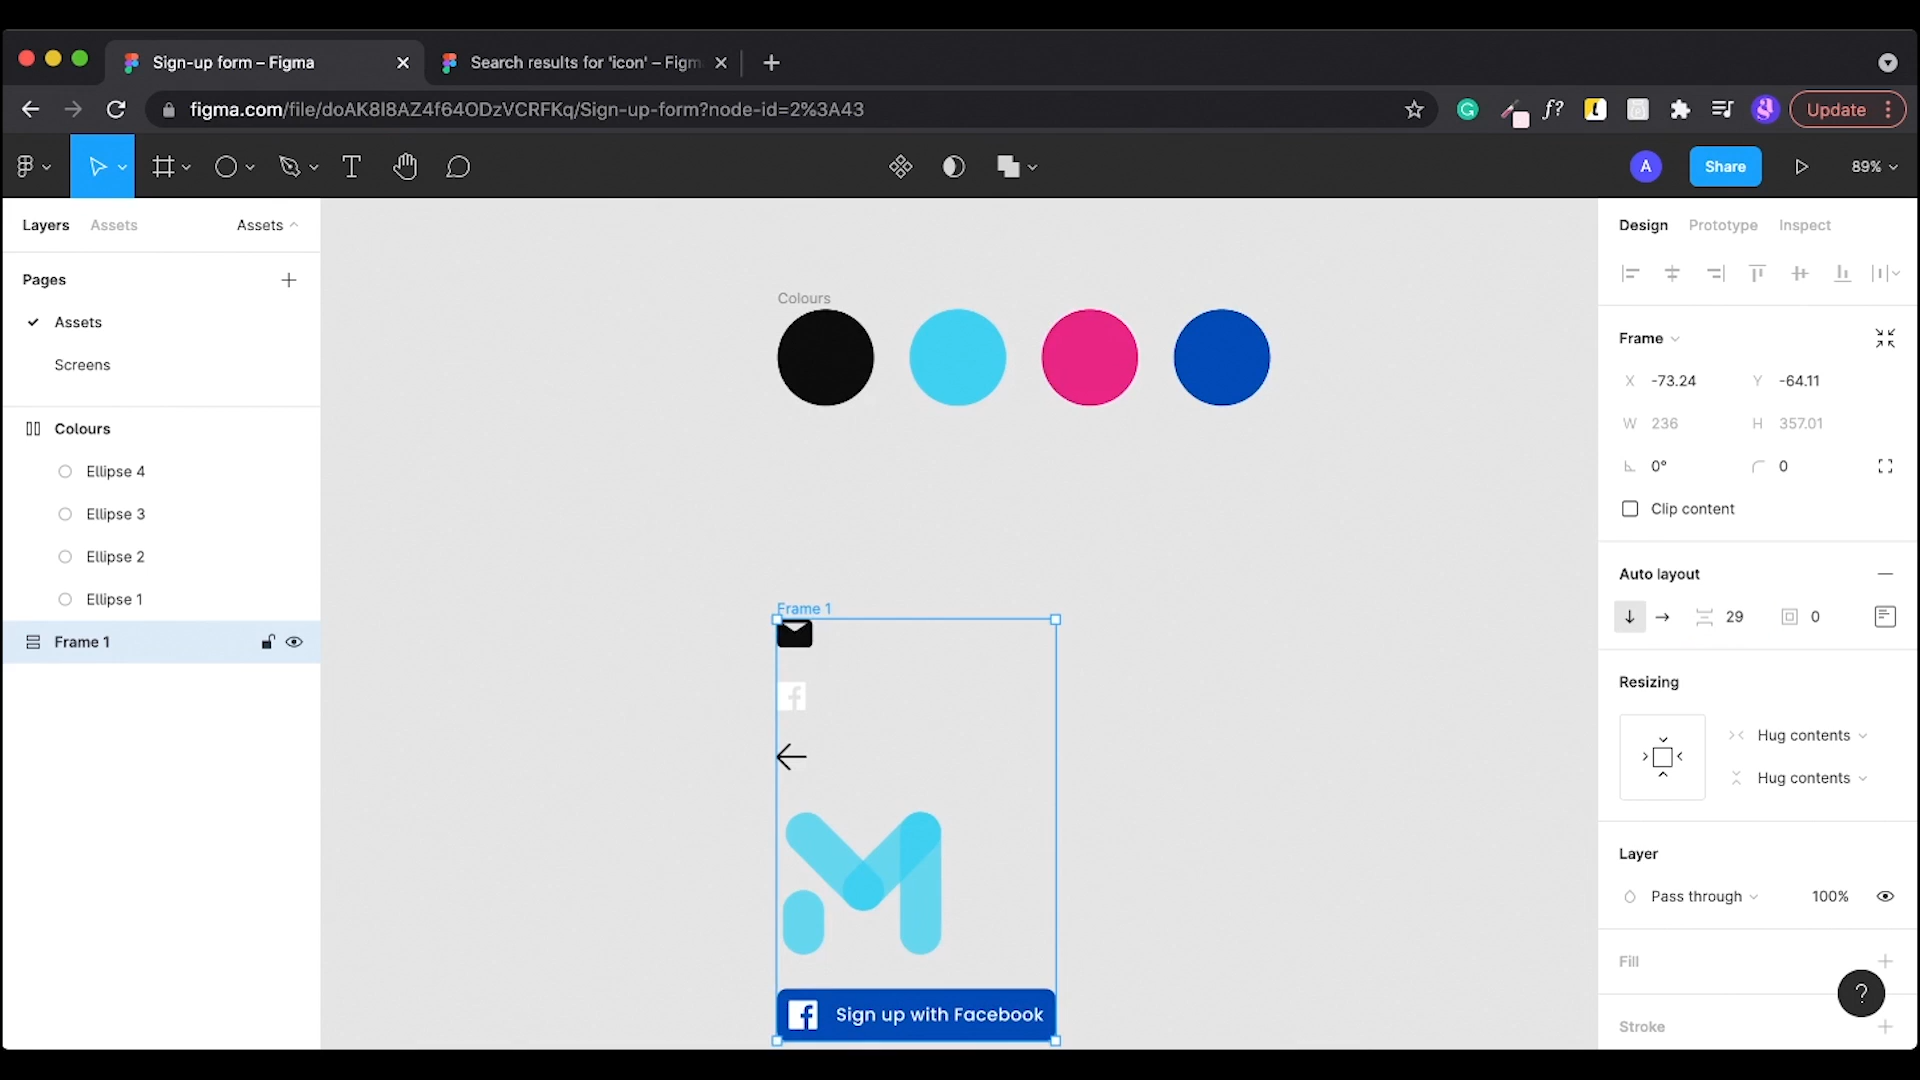 Sign-up form – Figma
Search results for 'icon' – Figm
figma.com/file/doAK8I8AZ4f64ODzVCRFKq/Sign-up-form?node-id=2%3A43
f?
Update
T
A
Share
89%
Layers
Assets
Assets
Pages
Assets
Screens
Colours
Ellipse 4
Ellipse 3
Ellipse 2
Ellipse 1
Frame 1
Colours
Frame 1
Sign up with Facebook
Design
Prototype
Inspect
Frame
X -73.24
Y -64.11
W 236
H 357.01
0°
0
Clip content
Auto layout
29
0
Resizing
Hug contents
Hug contents
Layer
Pass through
100%
Fill
?
Stroke